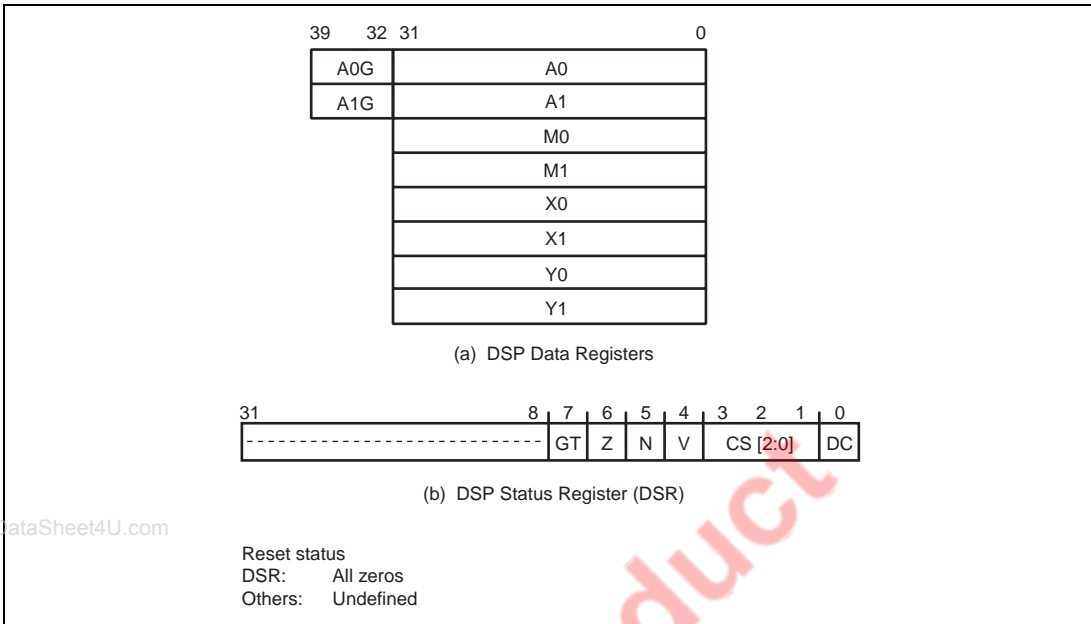 39 32 31 0
A0G A0
A1G A1
M0
M1
X0
X1
Y0
Y1
(a) DSP Data Registers
31 8 7 6 5 4 3 2 1 0
GT Z N V CS [2:0] DC
(b) DSP Status Register (DSR)
DataSheet4U.com
Reset status
DSR: All zeros
Others: Undefined
duct